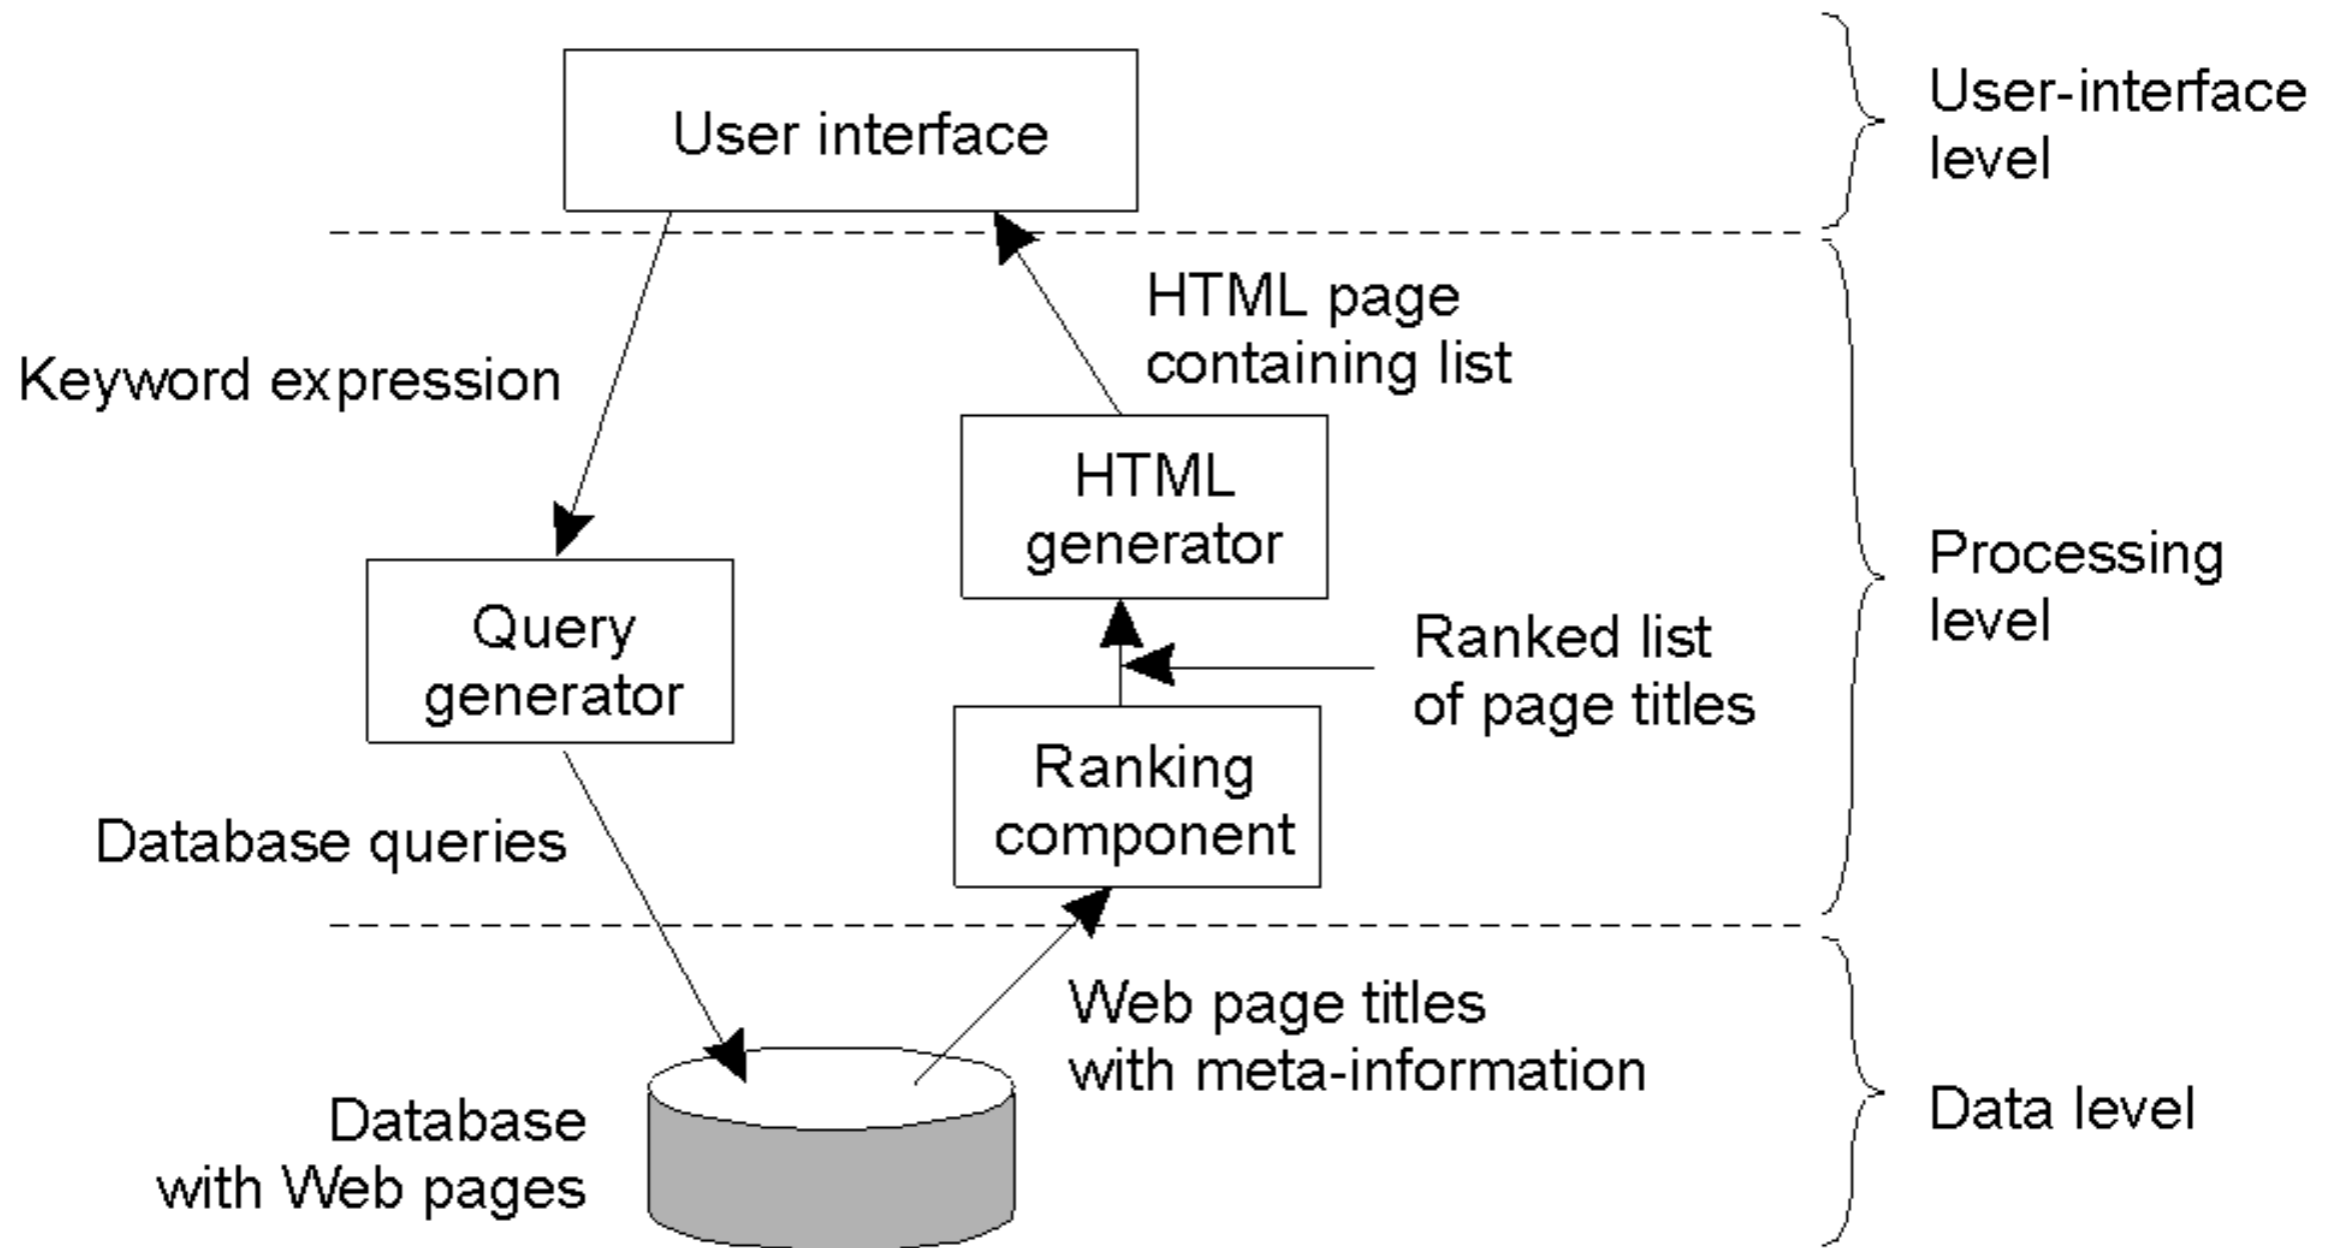 User interface
User-interface
level
HTML page
containing list
Keyword expression
HTML
generator
Processing
level
Query
generator
Ranked list
of page titles
Ranking
component
Database queries
Web page titles
with meta-information
Database
with Web pages
Data level